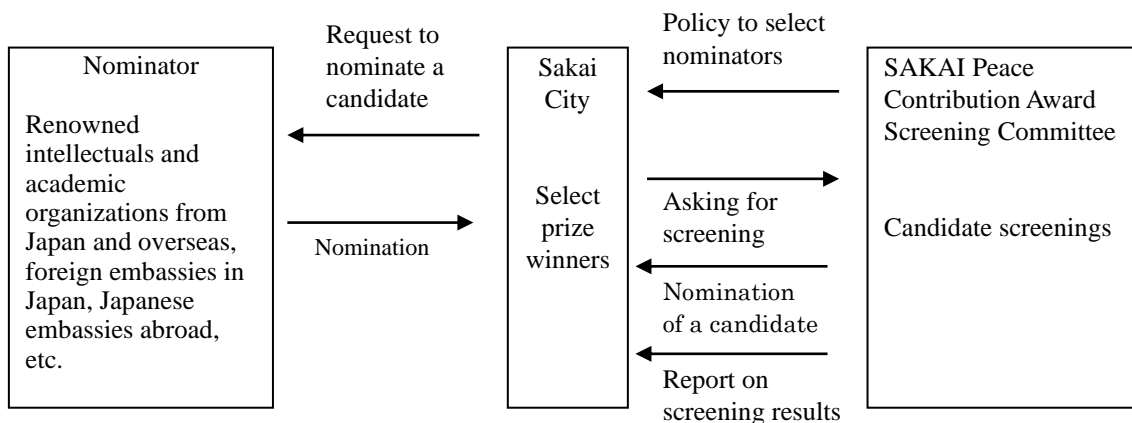 Nominator
Renowned
intellectuals and
academic
organizations from
Japan and overseas,
foreign embassies in
Japan, Japanese
embassies abroad,
etc.
Request to
nominate a
candidate
Nomination
Sakai
City
Select
prize
winners
Policy to select
nominators
Asking for
screening
Nomination
of a candidate
Report on
screening results
SAKAI Peace
Contribution Award
Screening Committee
Candidate screenings